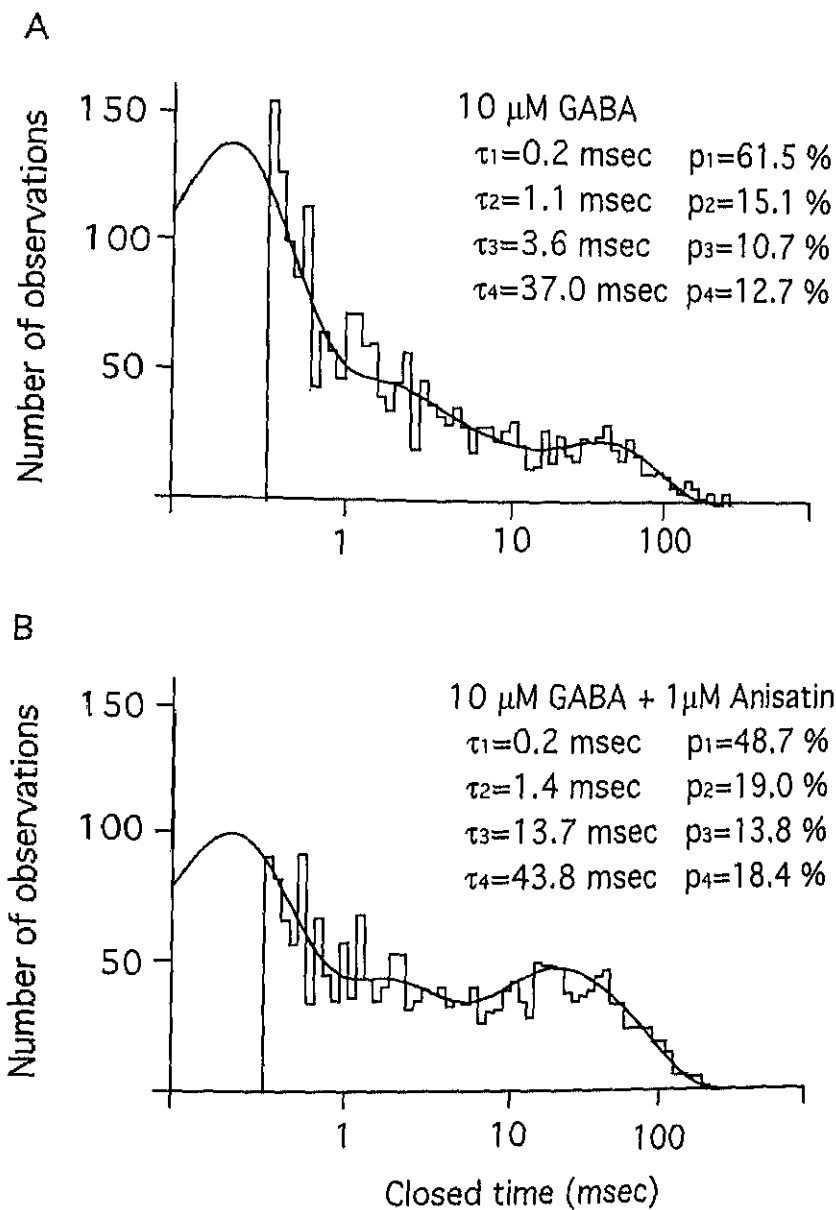 A
Number of observations
150
100
50
10 μM GABA
τ1=0.2 msec p1=61.5 %
τ2=1.1 msec p2=15.1 %
τ3=3.6 msec p3=10.7 %
τ4=37.0 msec p4=12.7 %
1 10 100
B
Number of observations
150
100
50
10 μM GABA + 1μM Anisatin
τ1=0.2 msec p1=48.7 %
τ2=1.4 msec p2=19.0 %
τ3=13.7 msec p3=13.8 %
τ4=43.8 msec p4=18.4 %
1 10 100
Closed time (msec)